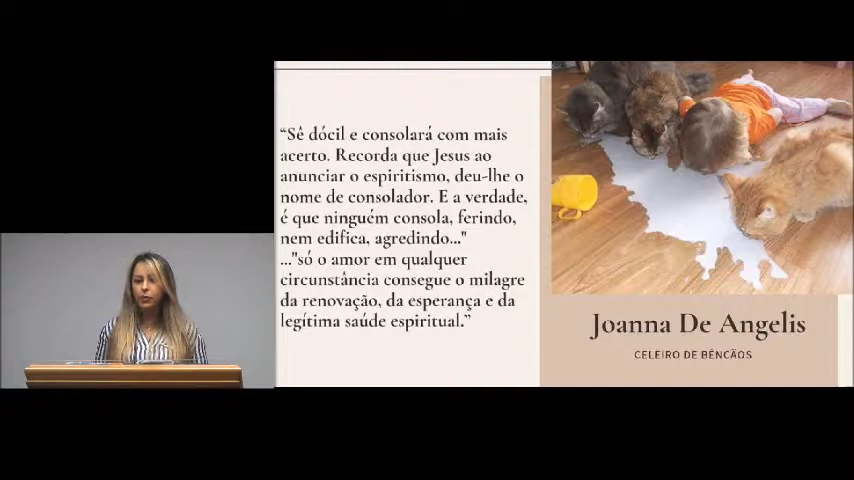 “Sê dócil e consolará com mais
acerto. Recorda que Jesus ao
anunciar o espiritismo, deu-lhe o
nome de consolador. E a verdade,
é que ninguém consola, ferindo,
nem edifica, agredindo..."
..."só o amor em qualquer
circunstância consegue o milagre
da renovação, da esperança e da
legítima saúde espiritual.”
Joanna De Angelis
CELEIRO DE BÊNCÃOS